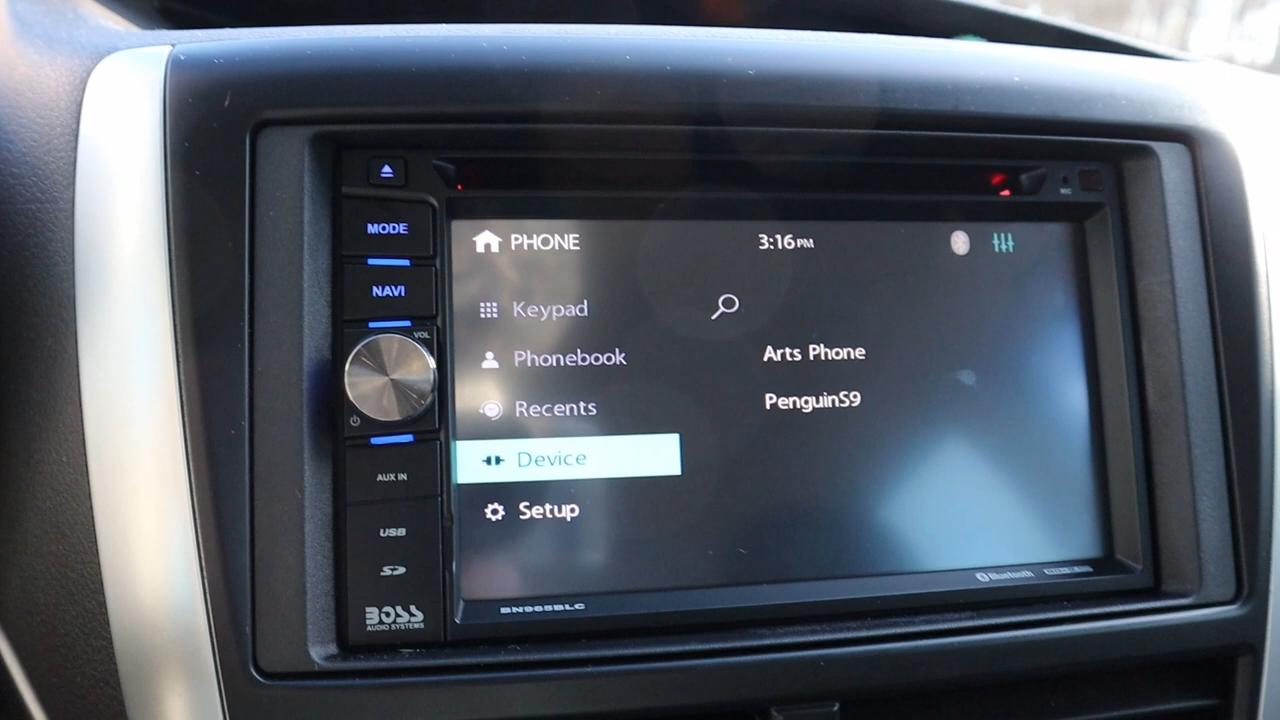 MIC
MODE
NAVI
VOL
AUX IN
USB
BOSS
AUDIO SYSTEMS
PHONE
3:16 PM
Keypad
Phonebook
Recents
Device
Setup
Arts Phone
PenguinS9
BN965BLC
Bluetooth